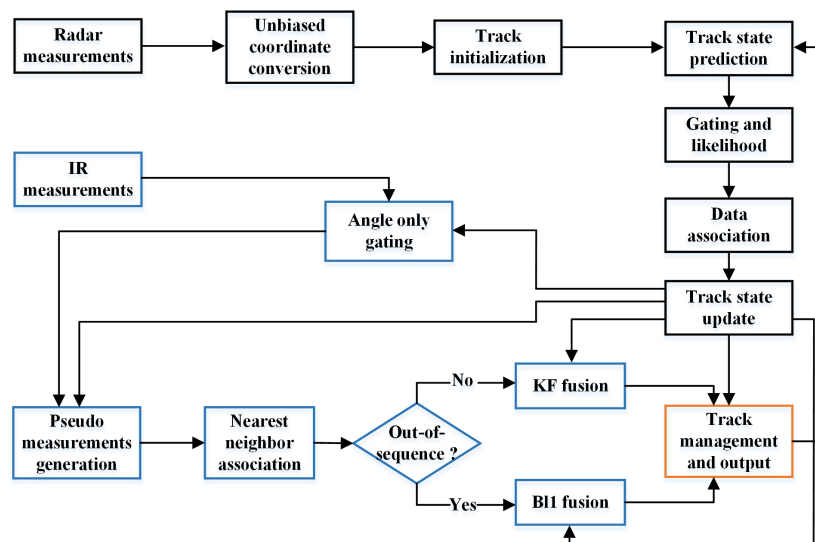 Radar
measurements
Unbiased
coordinate
conversion
Track
initialization
Track state
prediction
Gating and
likelihood
IR
measurements
Angle only
gating
Data
association
Track state
update
No
KF fusion
Pseudo
measurements
generation
Nearest
neighbor
association
Out-of-
sequence ?
Track
management
and output
Yes
Bl1 fusion